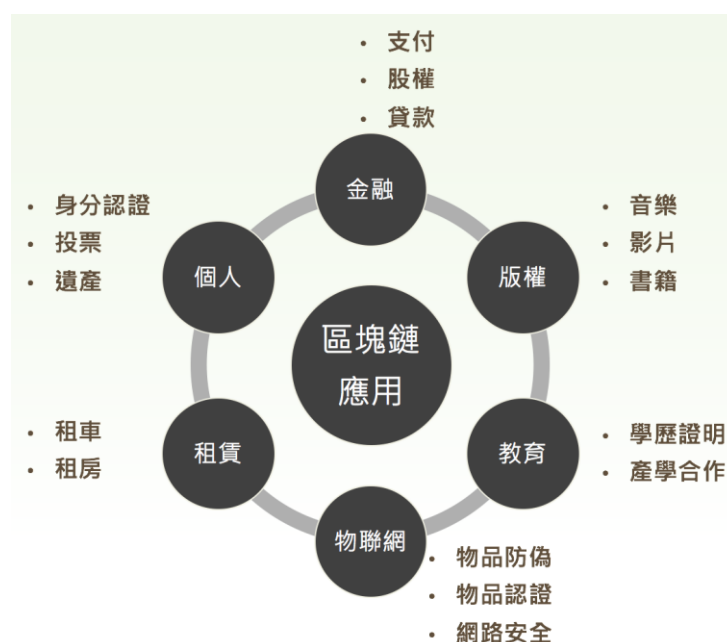 • 支付
• 股權
• 貸款
金融
• 身分認證
• 投票
• 遺產
個人
版權
• 音樂
• 影片
• 書籍
區塊鏈
應用
• 租車
• 租房
租賃
教育
• 學歷證明
• 產學合作
物聯網
• 物品防偽
• 物品認證
• 網路安全